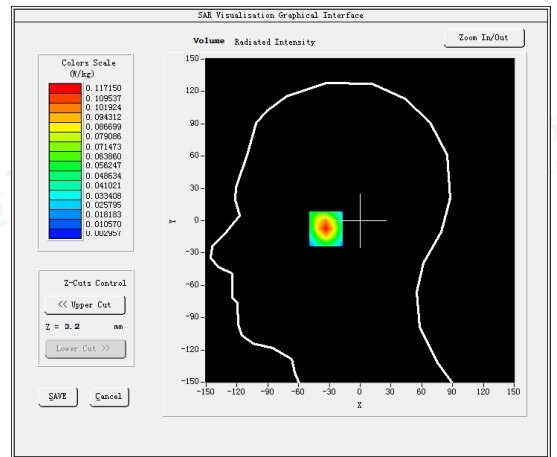 SAR Visualisation Graphical Interface
Volume Radiated Intensity
Zoom In/Out
Colors Scale
(W/kg)
0.117150
0.109537
0.101924
0.094312
0.086699
0.079086
0.071473
0.063860
0.056247
0.048634
0.041021
0.033408
0.025795
0.018183
0.010570
0.002957
Z-Cuts Control
<< Upper Cut
Z = 0.2 mm
Lower Cut >>
SAVE Cancel
150
120
90
60
30
0
-30
-60
-90
-120
-150
Y
-150 -120 -90 -60 -30 0 30 60 90 120 150
X